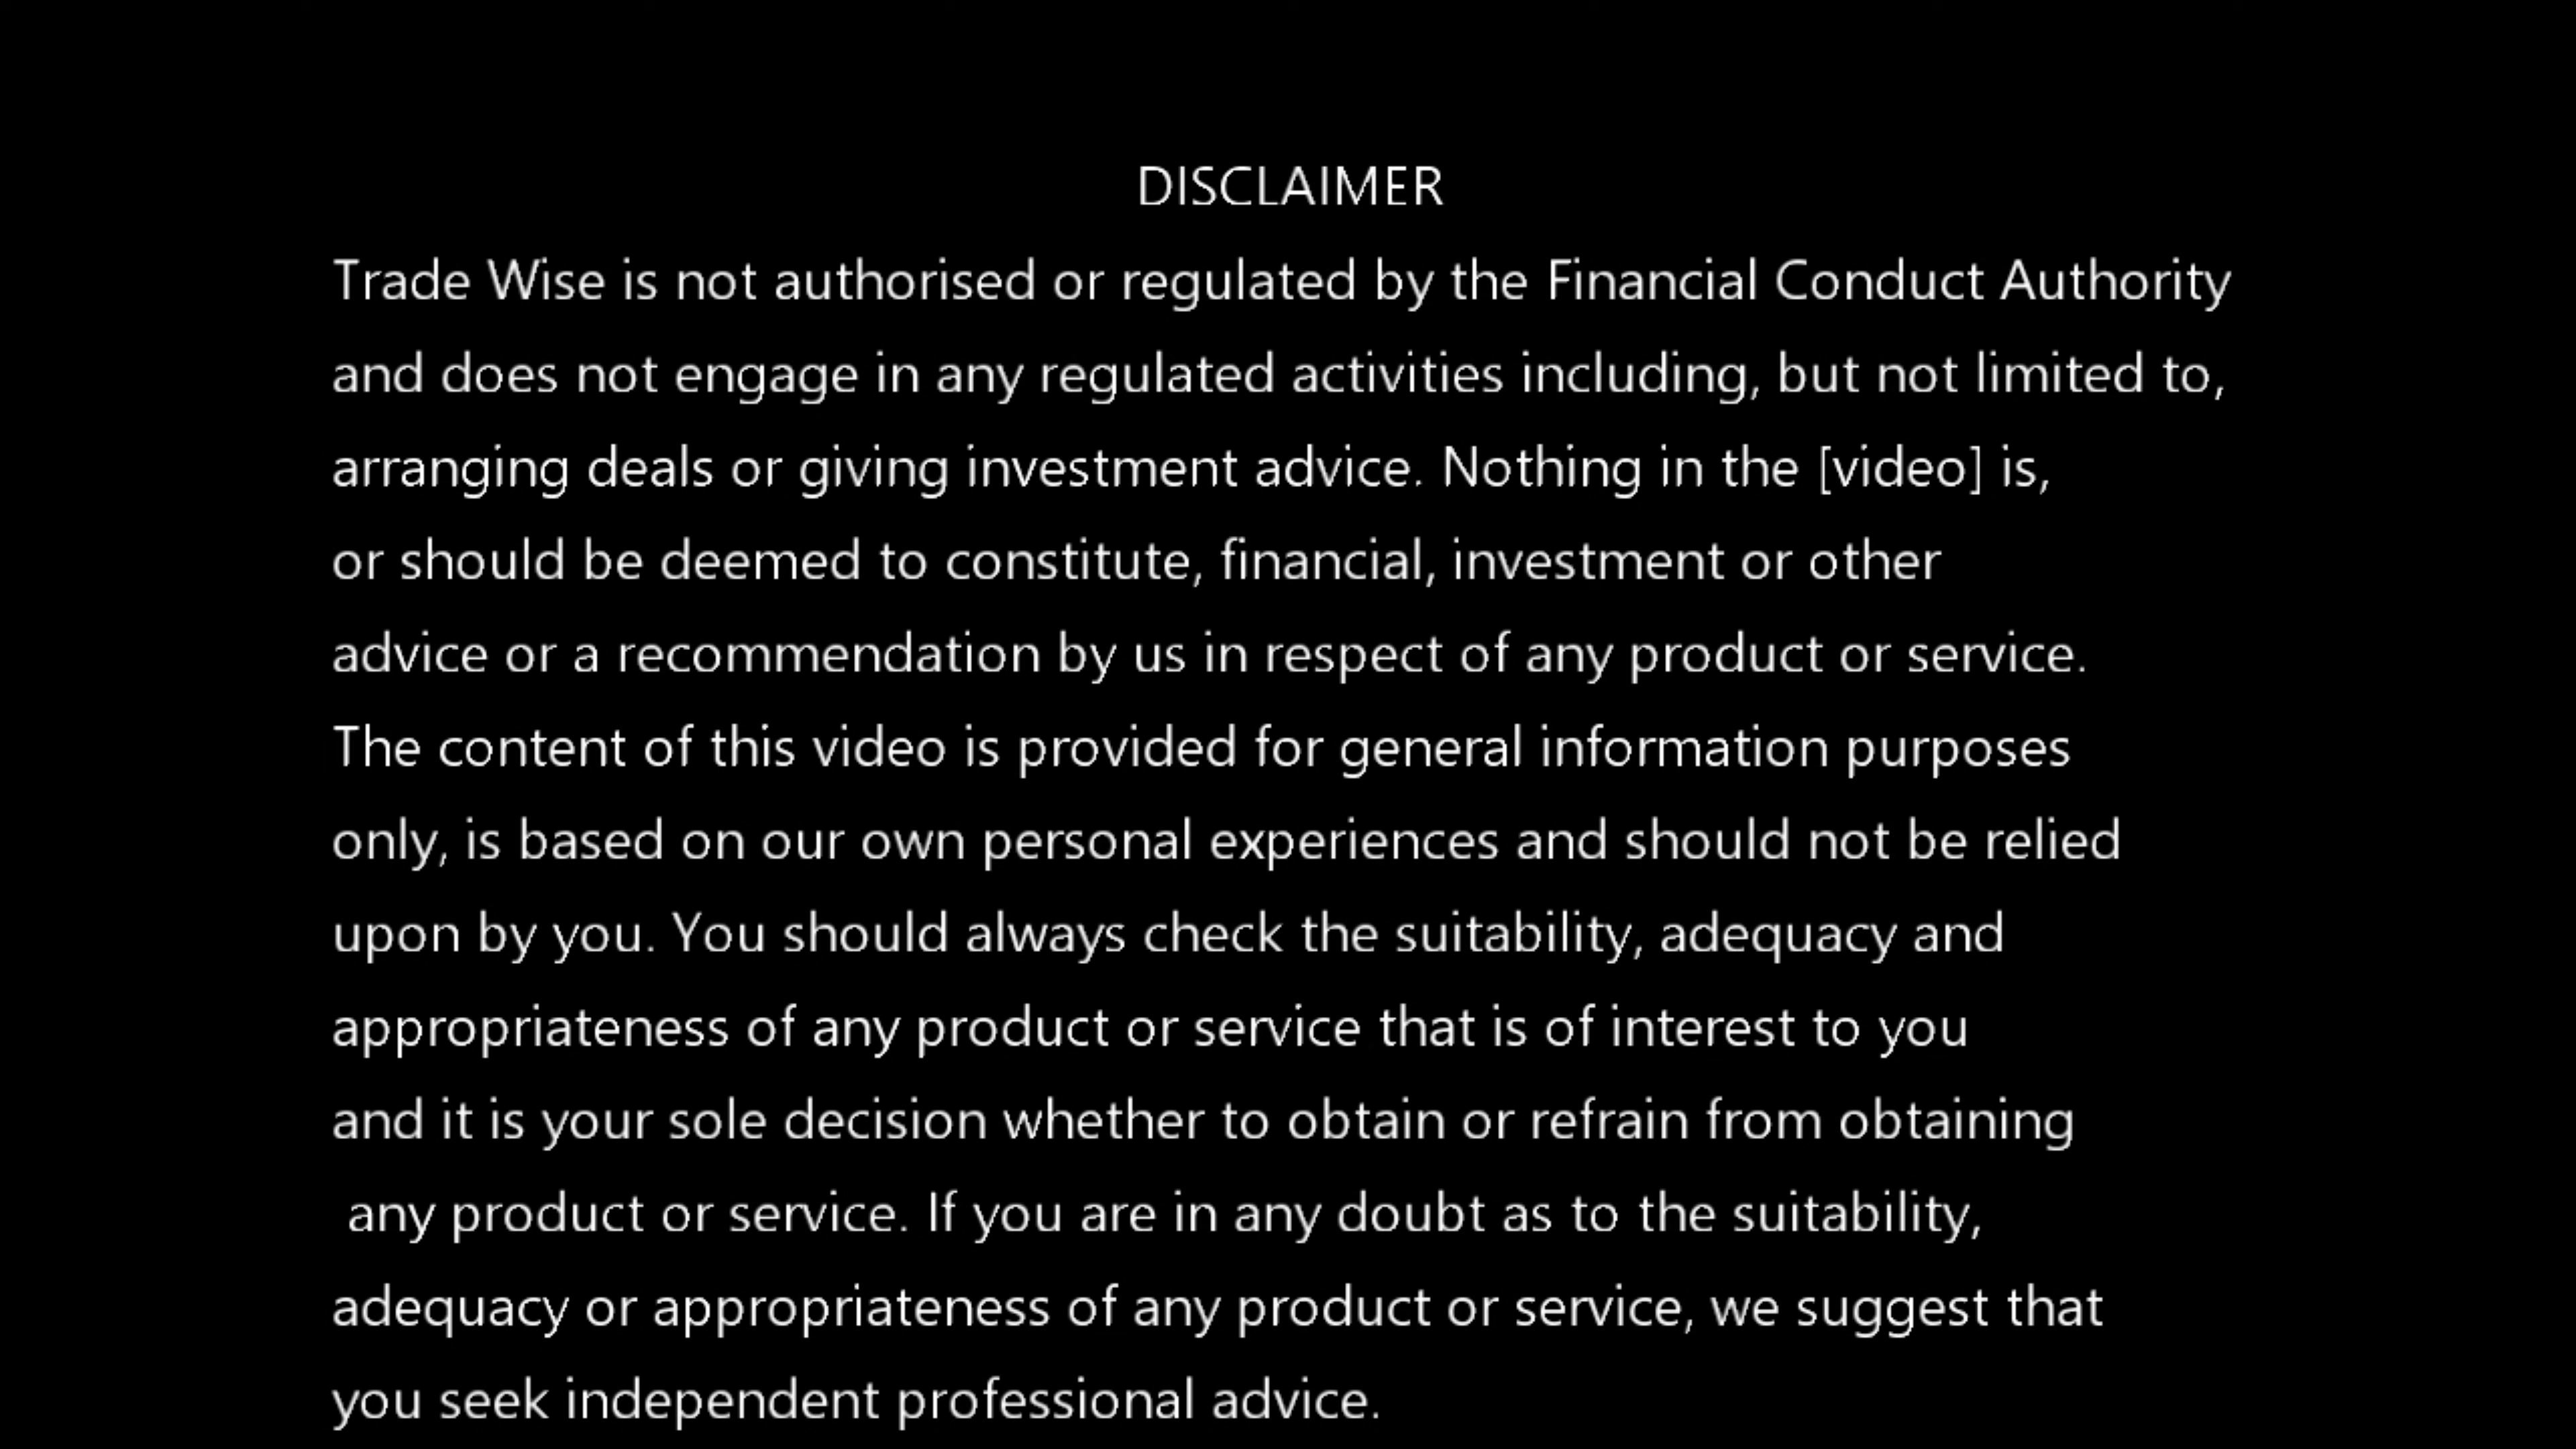 DISCLAIMER
Trade Wise is not authorised or regulated by the Financial Conduct Authority
and does not engage in any regulated activities including, but not limited to,
arranging deals or giving investment advice. Nothing in the [video] is,
or should be deemed to constitute, financial, investment or other
advice or a recommendation by us in respect of any product or service.
The content of this video is provided for general information purposes
only, is based on our own personal experiences and should not be relied
upon by you. You should always check the suitability, adequacy and
appropriateness of any product or service that is of interest to you
and it is your sole decision whether to obtain or refrain from obtaining
any product or service. If you are in any doubt as to the suitability,
adequacy or appropriateness of any product or service, we suggest that
you seek independent professional advice.